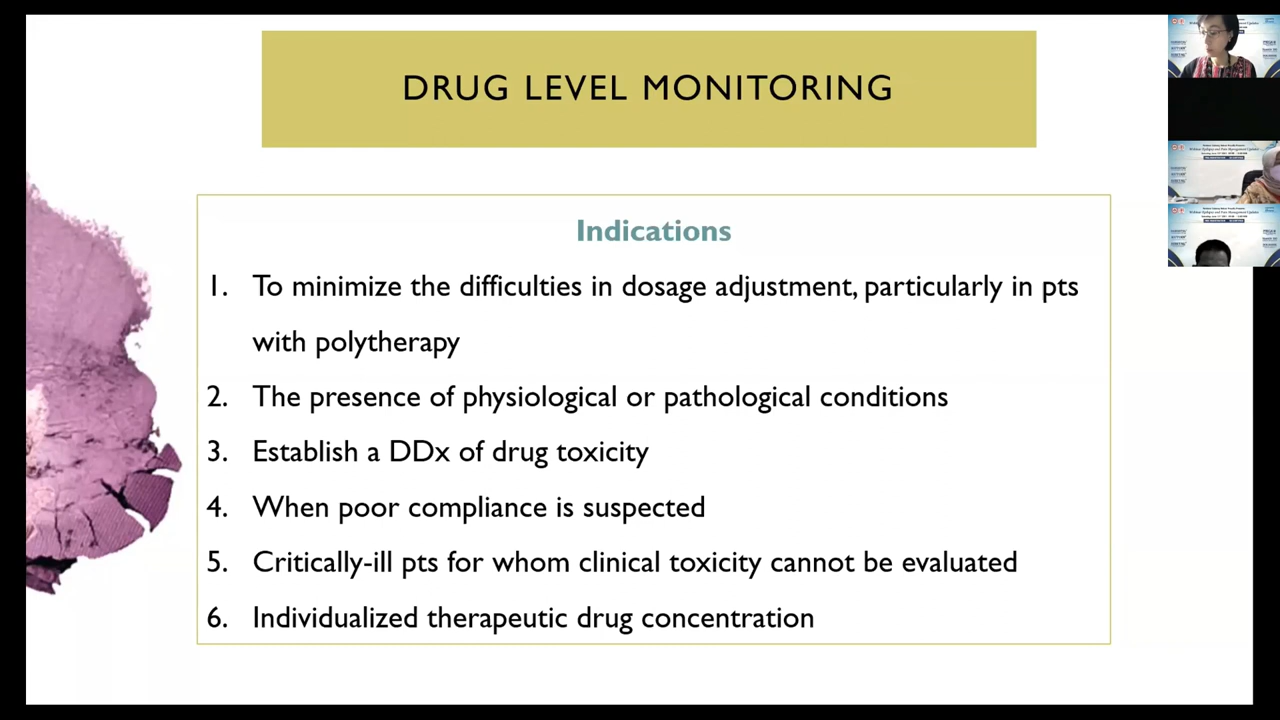 DRUG LEVEL MONITORING
Indications
1. To minimize the difficulties in dosage adjustment, particularly in pts
with polytherapy
2. The presence of physiological or pathological conditions
3. Establish a DDx of drug toxicity
4. When poor compliance is suspected
5. Critically-ill pts for whom clinical toxicity cannot be evaluated
6. Individualized therapeutic drug concentration